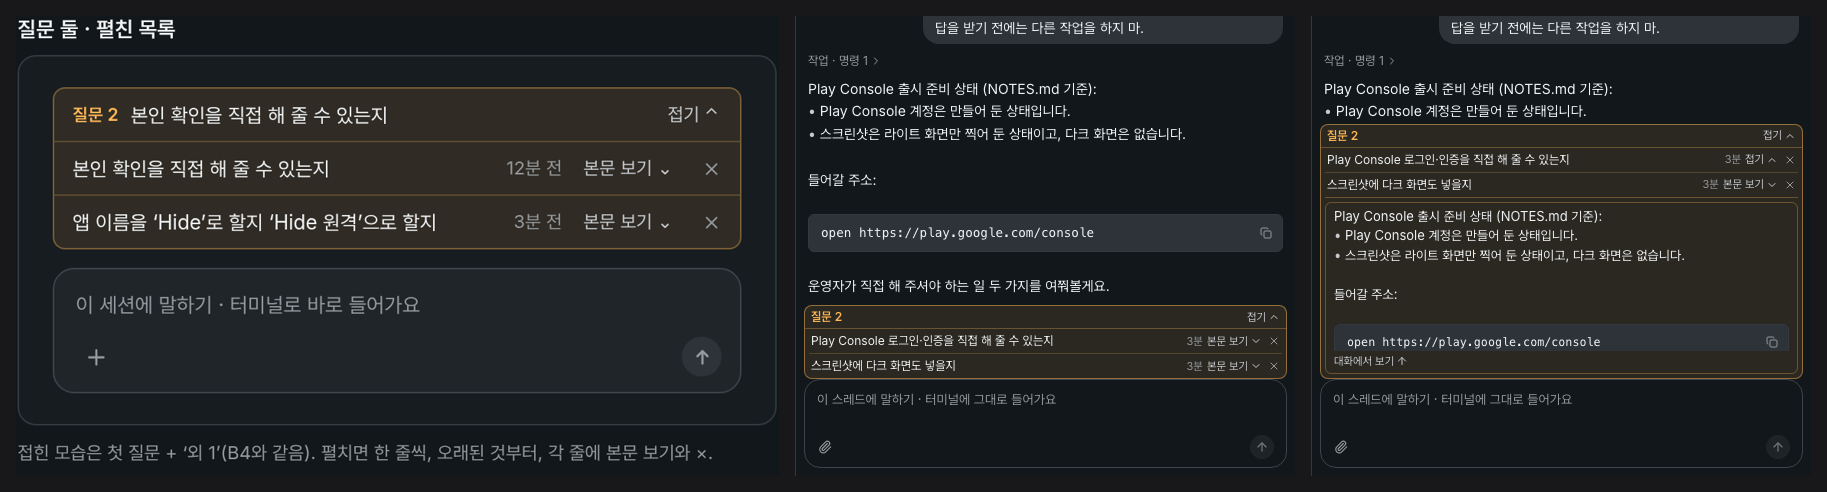 질문 둘 · 펼친 목록
질문 2 본인 확인을 직접 해 줄 수 있는지 접기
본인 확인을 직접 해 줄 수 있는지 12분 전 본문 보기
앱 이름을 ‘Hide’로 할지 ‘Hide 원격’으로 할지 3분 전 본문 보기
이 세션에 말하기 · 터미널로 바로 들어가요
접힌 모습은 첫 질문 + ‘외 1’(B4와 같음). 펼치면 한 줄씩, 오래된 것부터, 각 줄에 본문 보기와 ×.
답을 받기 전에는 다른 작업을 하지 마.
작업 · 명령 1 >
Play Console 출시 준비 상태 (NOTES.md 기준):
• Play Console 계정은 만들어 둔 상태입니다.
• 스크린샷은 라이트 화면만 찍어 둔 상태이고, 다크 화면은 없습니다.
들어갈 주소:
open https://play.google.com/console
운영자가 직접 해 주셔야 하는 일 두 가지를 여쭤볼게요.
질문 2 접기
Play Console 로그인·인증을 직접 해 줄 수 있는지 3분 본문 보기
스크린샷에 다크 화면도 넣을지 3분 본문 보기
이 스레드에 말하기 · 터미널에 그대로 들어가요
답을 받기 전에는 다른 작업을 하지 마.
작업 · 명령 1 >
Play Console 출시 준비 상태 (NOTES.md 기준):
• Play Console 계정은 만들어 둔 상태입니다.
질문 2 접기
Play Console 로그인·인증을 직접 해 줄 수 있는지 3분 접기
스크린샷에 다크 화면도 넣을지 3분 본문 보기
Play Console 출시 준비 상태 (NOTES.md 기준):
• Play Console 계정은 만들어 둔 상태입니다.
• 스크린샷은 라이트 화면만 찍어 둔 상태이고, 다크 화면은 없습니다.
들어갈 주소:
open https://play.google.com/console
대화에서 보기 ↑
이 스레드에 말하기 · 터미널에 그대로 들어가요